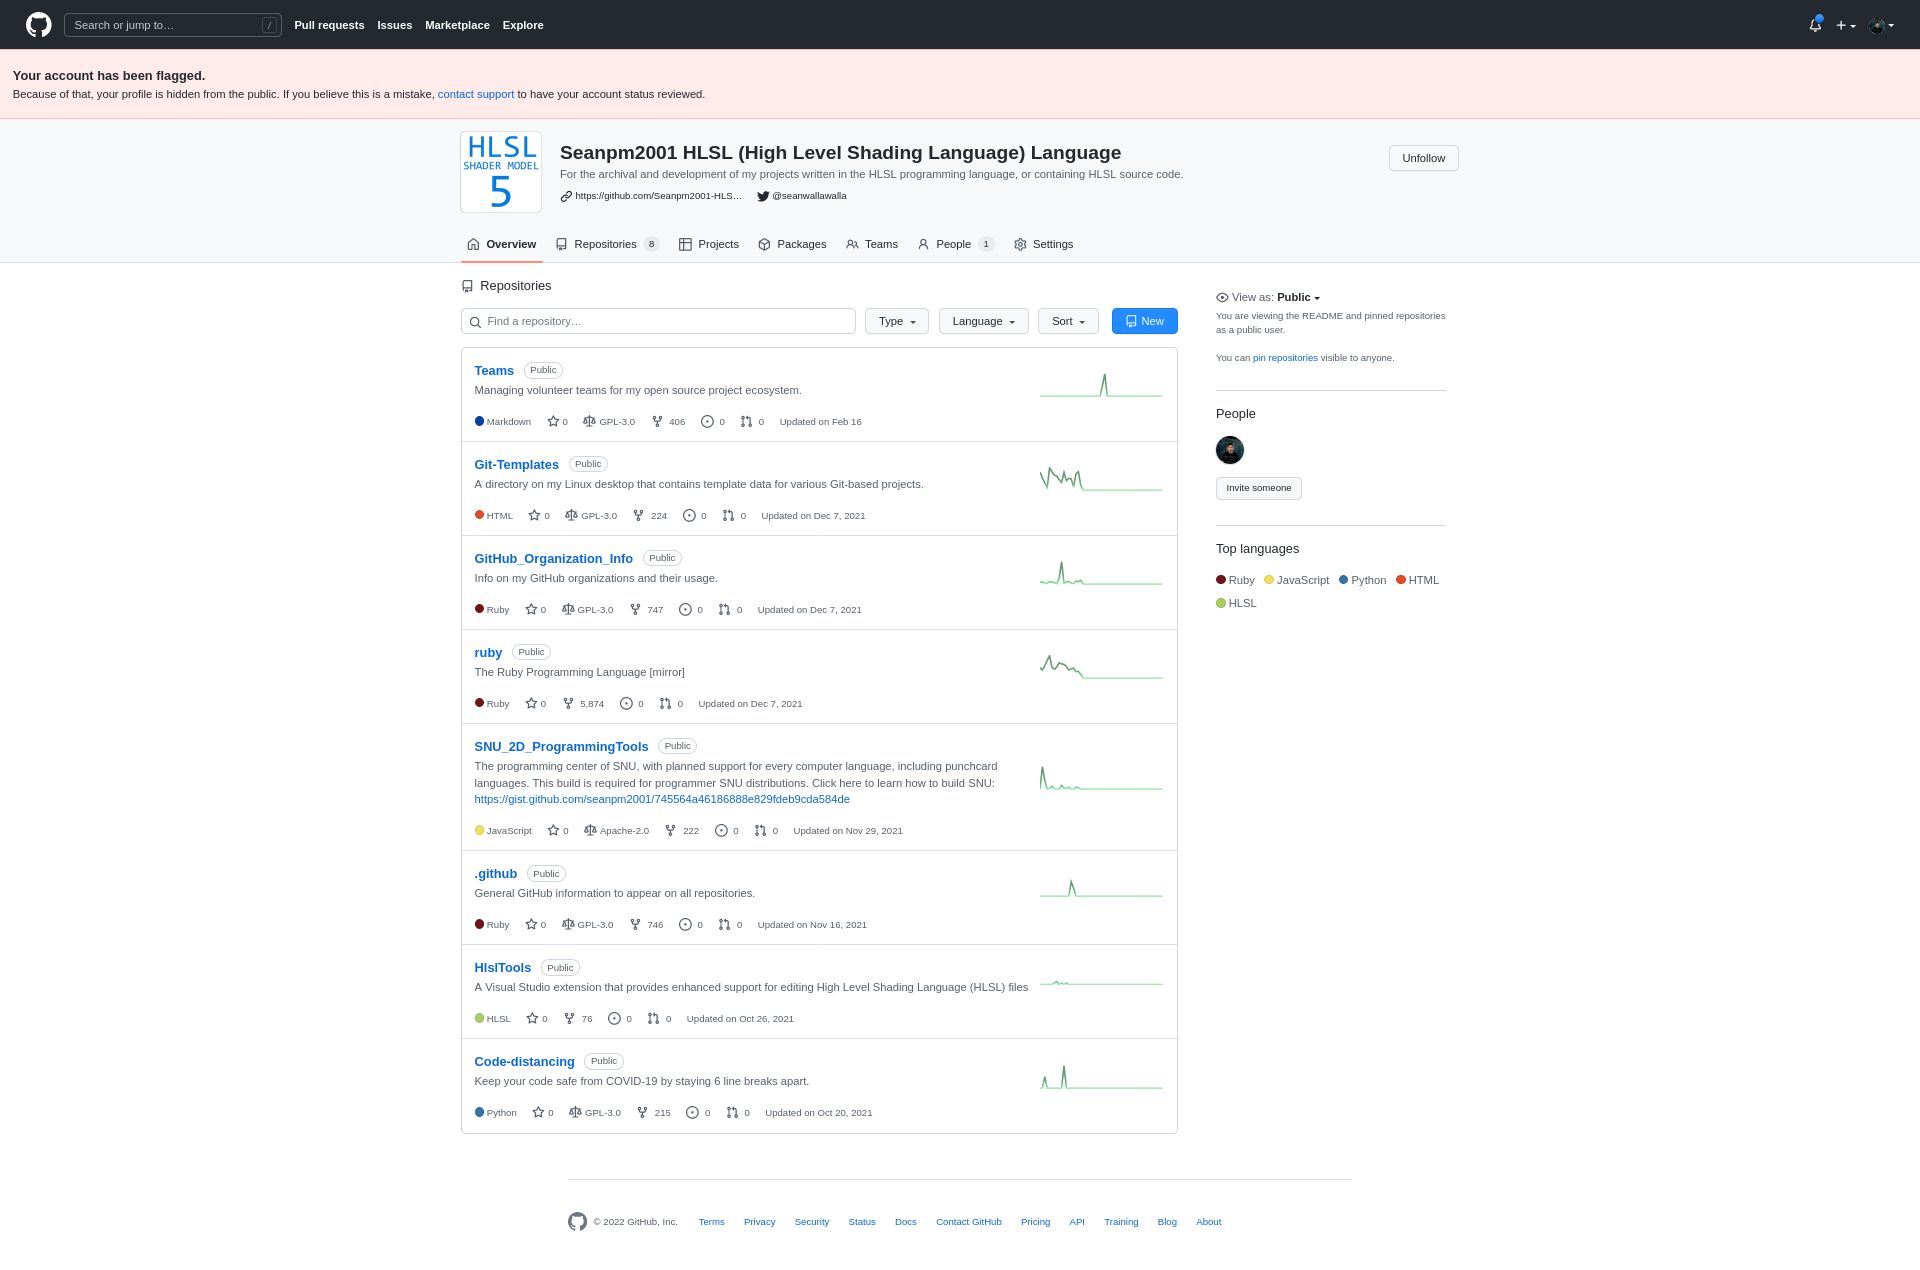 Search or jump to…
/
Pull requests Issues Marketplace Explore
Your account has been flagged.
Because of that, your profile is hidden from the public. If you believe this is a mistake, contact support to have your account status reviewed.
HLSL
SHADER MODEL
5
Seanpm2001 HLSL (High Level Shading Language) Language
For the archival and development of my projects written in the HLSL programming language, or containing HLSL source code.
https://github.com/Seanpm2001-HLS… @seanwallawalla
Unfollow
Overview Repositories 8 Projects Packages Teams People 1 Settings
Repositories
Find a repository…
Type Language Sort New
Teams Public
Managing volunteer teams for my open source project ecosystem.
Markdown 0 GPL-3.0 406 0 0 Updated on Feb 16
Git-Templates Public
A directory on my Linux desktop that contains template data for various Git-based projects.
HTML 0 GPL-3.0 224 0 0 Updated on Dec 7, 2021
GitHub_Organization_Info Public
Info on my GitHub organizations and their usage.
Ruby 0 GPL-3.0 747 0 0 Updated on Dec 7, 2021
ruby Public
The Ruby Programming Language [mirror]
Ruby 0 5,874 0 0 Updated on Dec 7, 2021
SNU_2D_ProgrammingTools Public
The programming center of SNU, with planned support for every computer language, including punchcard
languages. This build is required for programmer SNU distributions. Click here to learn how to build SNU:
https://gist.github.com/seanpm2001/745564a46186888e829fdeb9cda584de
JavaScript 0 Apache-2.0 222 0 0 Updated on Nov 29, 2021
.github Public
General GitHub information to appear on all repositories.
Ruby 0 GPL-3.0 746 0 0 Updated on Nov 16, 2021
HlslTools Public
A Visual Studio extension that provides enhanced support for editing High Level Shading Language (HLSL) files
HLSL 0 76 0 0 Updated on Oct 26, 2021
Code-distancing Public
Keep your code safe from COVID-19 by staying 6 line breaks apart.
Python 0 GPL-3.0 215 0 0 Updated on Oct 20, 2021
View as: Public
You are viewing the README and pinned repositories
as a public user.
You can pin repositories visible to anyone.
People
Invite someone
Top languages
Ruby JavaScript Python HTML
HLSL
© 2022 GitHub, Inc. Terms Privacy Security Status Docs Contact GitHub Pricing API Training Blog About